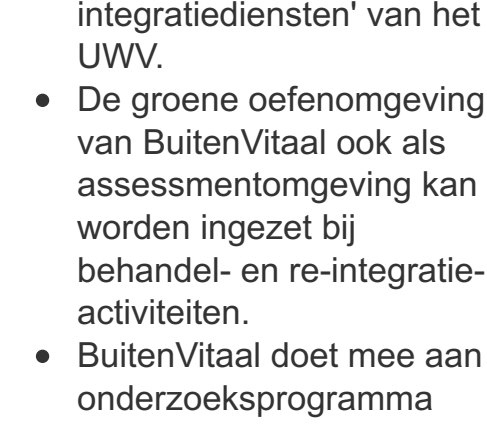 integratiediensten' van het
UWV.
• De groene oefenomgeving
van BuitenVitaal ook als
assessmentomgeving kan
worden ingezet bij
behandel- en re-integratie-
activiteiten.
• BuitenVitaal doet mee aan
onderzoeksprogramma